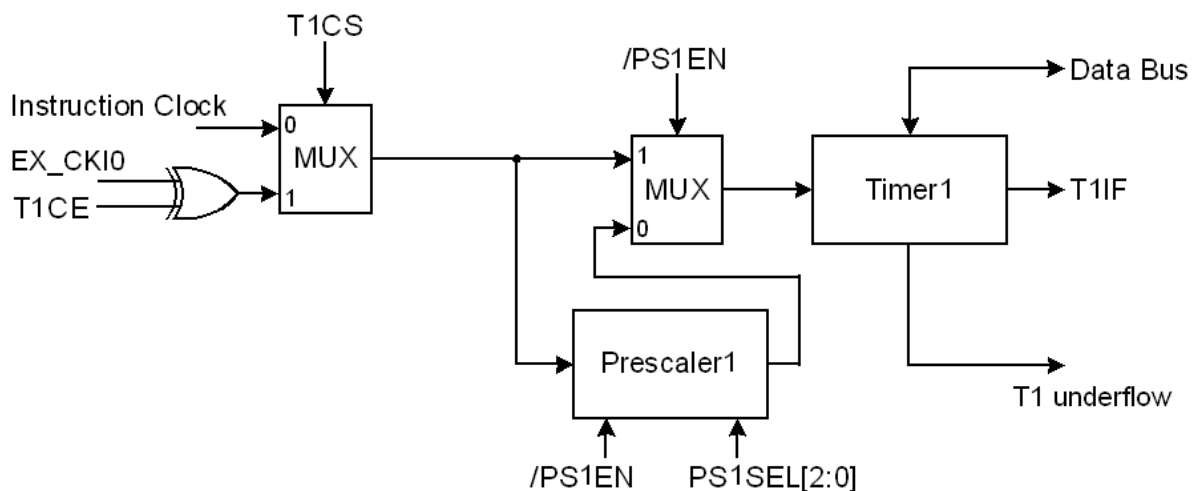 T1CS
/PS1EN
Data Bus
Instruction Clock
0
MUX
EX_CKI0
1
T1CE
1
MUX
0
Timer1
T1IF
Prescaler1
T1 underflow
/PS1EN
PS1SEL[2:0]